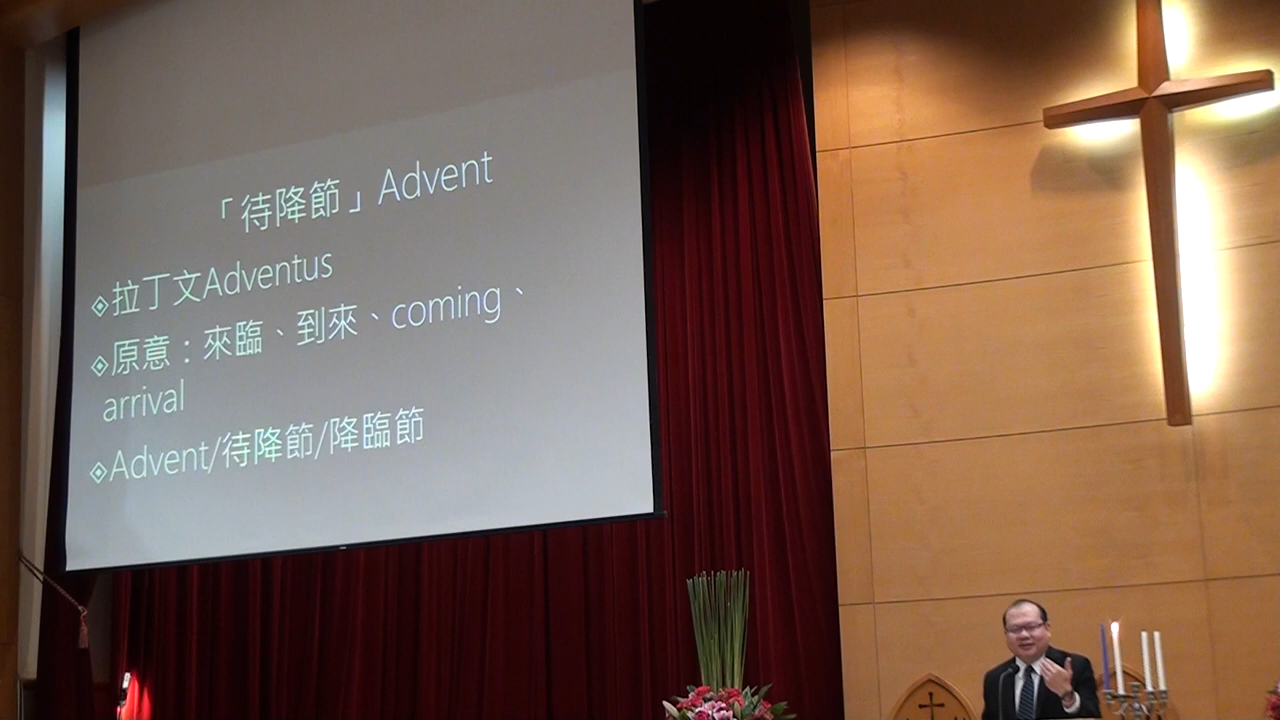 「待降節」Advent
拉丁文Adventus
原意：來臨、到來、coming、
arrival
Advent/待降節/降臨節